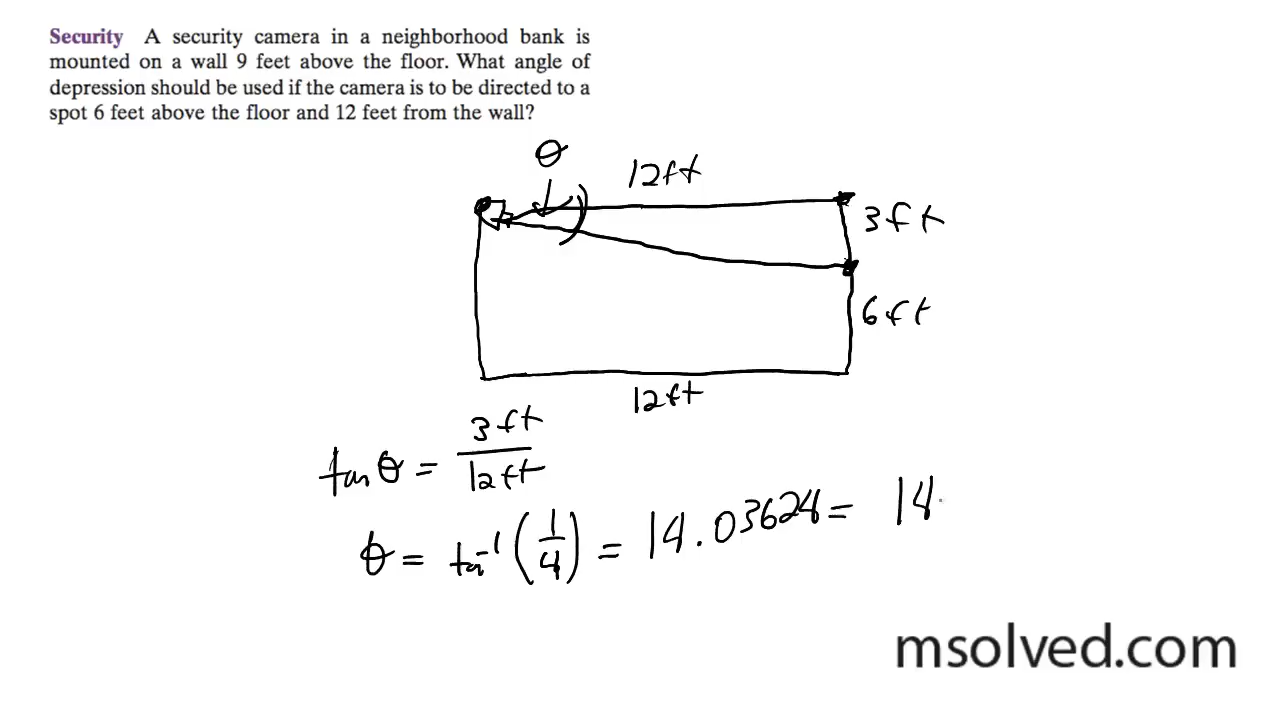 Security A security camera in a neighborhood bank is
mounted on a wall 9 feet above the floor. What angle of
depression should be used if the camera is to be directed to a
spot 6 feet above the floor and 12 feet from the wall?
θ
12ft
3ft
6ft
12ft
tan θ = 3ft / 12ft
θ = tan⁻¹ (1/4) = 14.03624 = 14.
msolved.com